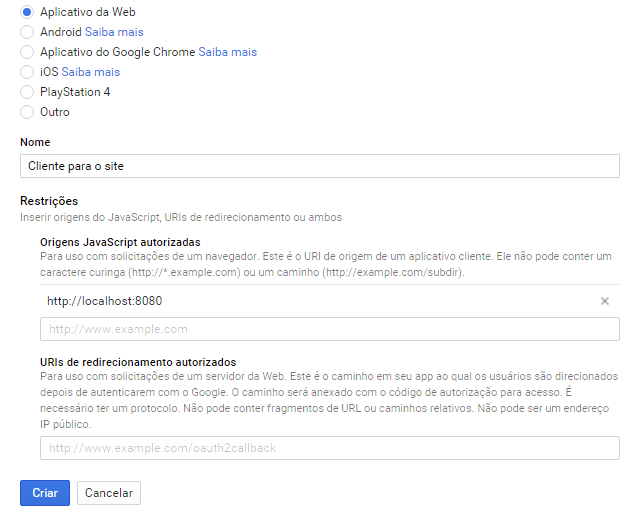 Aplicativo da Web
Android Saiba mais
Aplicativo do Google Chrome Saiba mais
iOS Saiba mais
PlayStation 4
Outro
Nome
Cliente para o site
Restrições
Inserir origens do JavaScript, URIs de redirecionamento ou ambos
Origens JavaScript autorizadas
Para uso com solicitações de um navegador. Este é o URI de origem de um aplicativo cliente. Ele não pode conter um
caractere curinga (http://*.example.com) ou um caminho (http://example.com/subdir).
http://localhost:8080
http://www.example.com
URIs de redirecionamento autorizados
Para uso com solicitações de um servidor da Web. Este é o caminho em seu app ao qual os usuários são direcionados
depois de autenticarem com o Google. O caminho será anexado com o código de autorização para acesso. É
necessário ter um protocolo. Não pode conter fragmentos de URL ou caminhos relativos. Não pode ser um endereço
IP público.
http://www.example.com/oauth2callback
Criar Cancelar